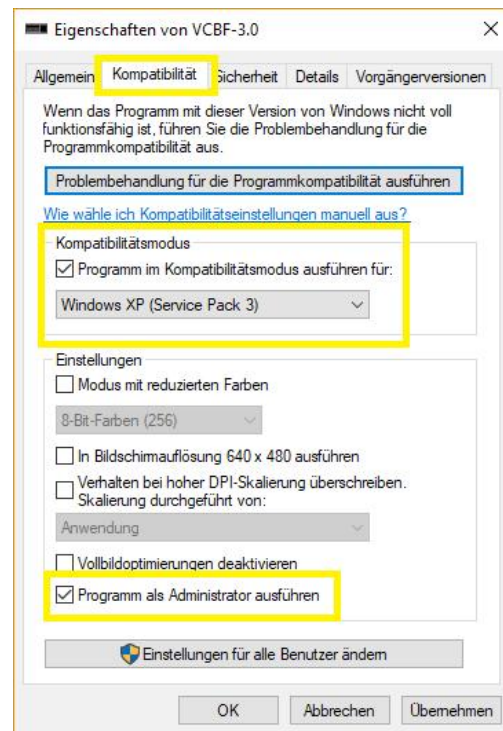 Eigenschaften von VCBF-3.0
Allgemein Kompatibilität Sicherheit Details Vorgängerversionen
Wenn das Programm mit dieser Version von Windows nicht voll
funktionsfähig ist, führen Sie die Problembehandlung für die
Programmkompatibilität aus.
Problembehandlung für die Programmkompatibilität ausführen
Wie wähle ich Kompatibilitätseinstellungen manuell aus?
Kompatibilitätsmodus
Programm im Kompatibilitätsmodus ausführen für:
Windows XP (Service Pack 3)
Einstellungen
Modus mit reduzierten Farben
8-Bit-Farben (256)
In Bildschirmauflösung 640 x 480 ausführen
Verhalten bei hoher DPI-Skalierung überschreiben.
Skalierung durchgeführt von:
Anwendung
Vollbildoptimierungen deaktivieren
Programm als Administrator ausführen
Einstellungen für alle Benutzer ändern
OK Abbrechen Übernehmen